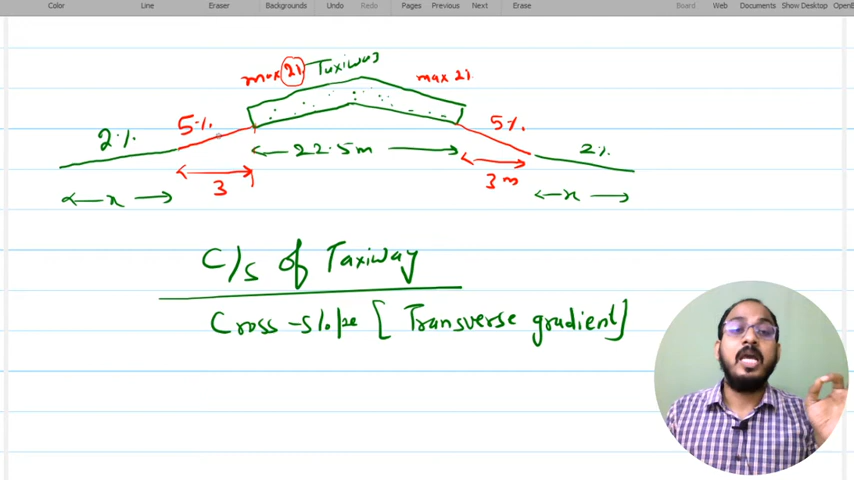 Color Line Eraser Backgrounds Undo Redo Pages Previous Next Erase Board Web Documents Show Desktop OpenB
max 2% Taxiway max 2%
2% 5% 5% 2%
22.5m
x 3 3m x
C/s of Taxiway
Cross-slope [Transverse gradient]